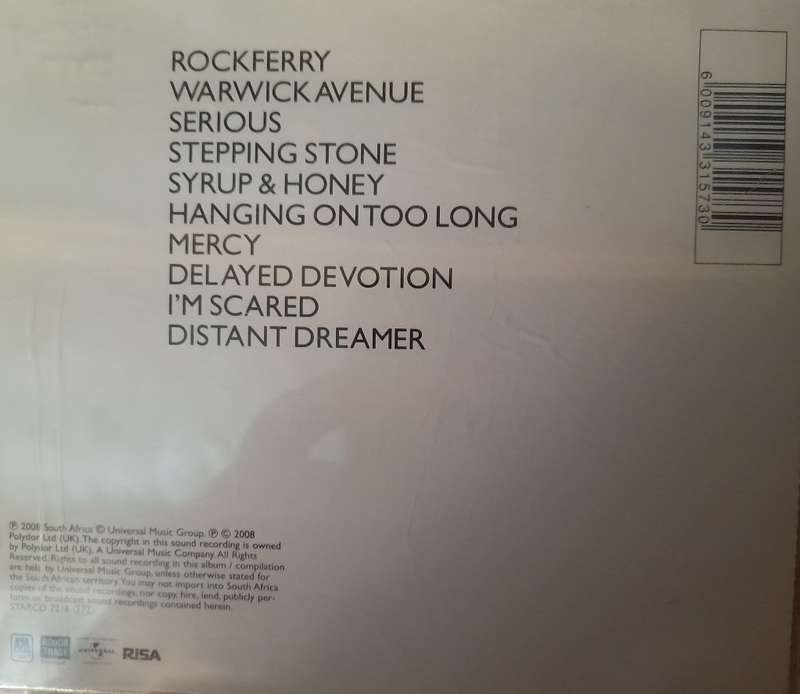 ROCKFERRY
WARWICK AVENUE
SERIOUS
STEPPING STONE
SYRUP & HONEY
HANGING ON TOO LONG
MERCY
DELAYED DEVOTION
I'M SCARED
DISTANT DREAMER
6 009143 315730
℗ 2008 South Africa © Universal Music Group. ℗ © 2008
Polydor Ltd (UK). The copyright in this sound recording is owned
by Polydor Ltd (UK). A Universal Music Company. All Rights
Reserved. Rights to all sound recording in this album / compilation
are held by Universal Music Group, unless otherwise stated for
the South African territory. You may not import into South Africa
copies of the sound recordings, nor copy, hire, lend, publicly per-
form or broadcast sound recordings contained herein.
STARCD
ROUGH
TRADE
UNIVERSAL
RISA